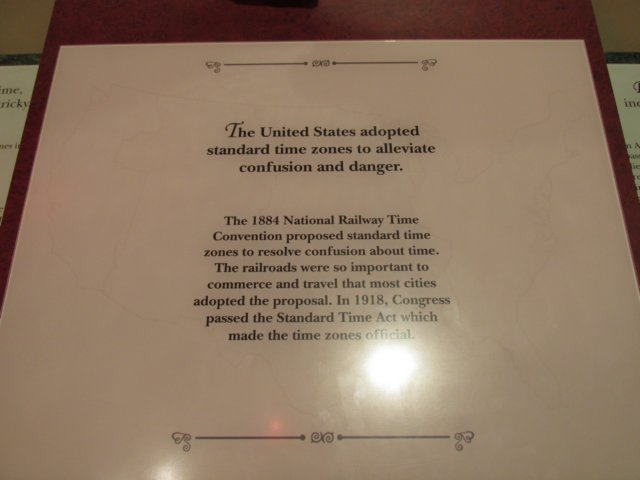 The United States adopted
standard time zones to alleviate
confusion and danger.
The 1884 National Railway Time
Convention proposed standard time
zones to resolve confusion about time.
The railroads were so important to
commerce and travel that most cities
adopted the proposal. In 1918, Congress
passed the Standard Time Act which
made the time zones official.